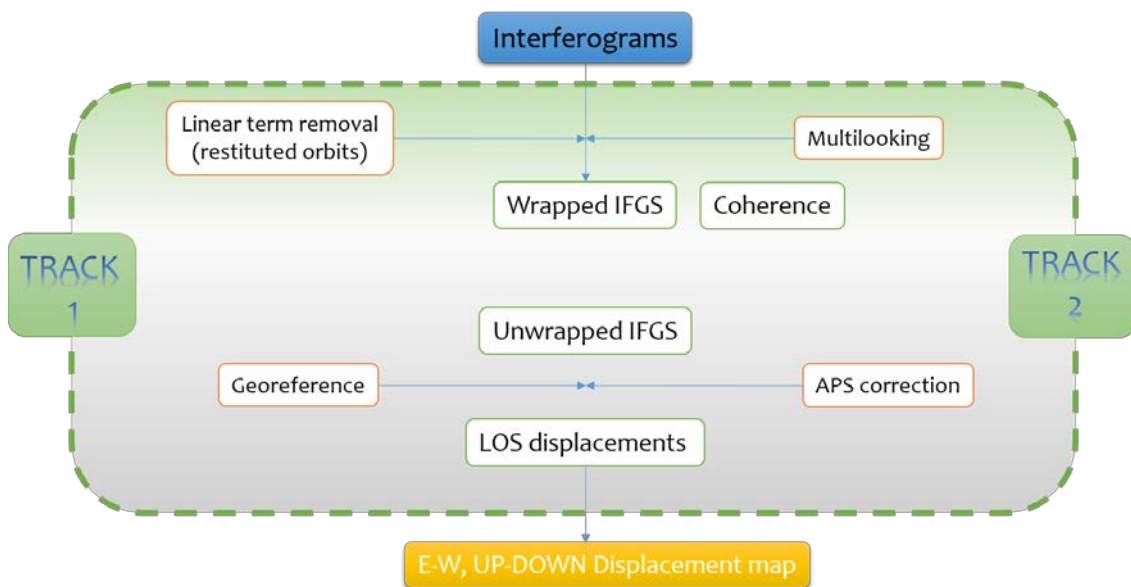 Interferograms
Linear term removal
(restituted orbits)
Multilooking
Wrapped IFGS
Coherence
TRACK
1
TRACK
2
Unwrapped IFGS
Georeference
APS correction
LOS displacements
E-W, UP-DOWN Displacement map